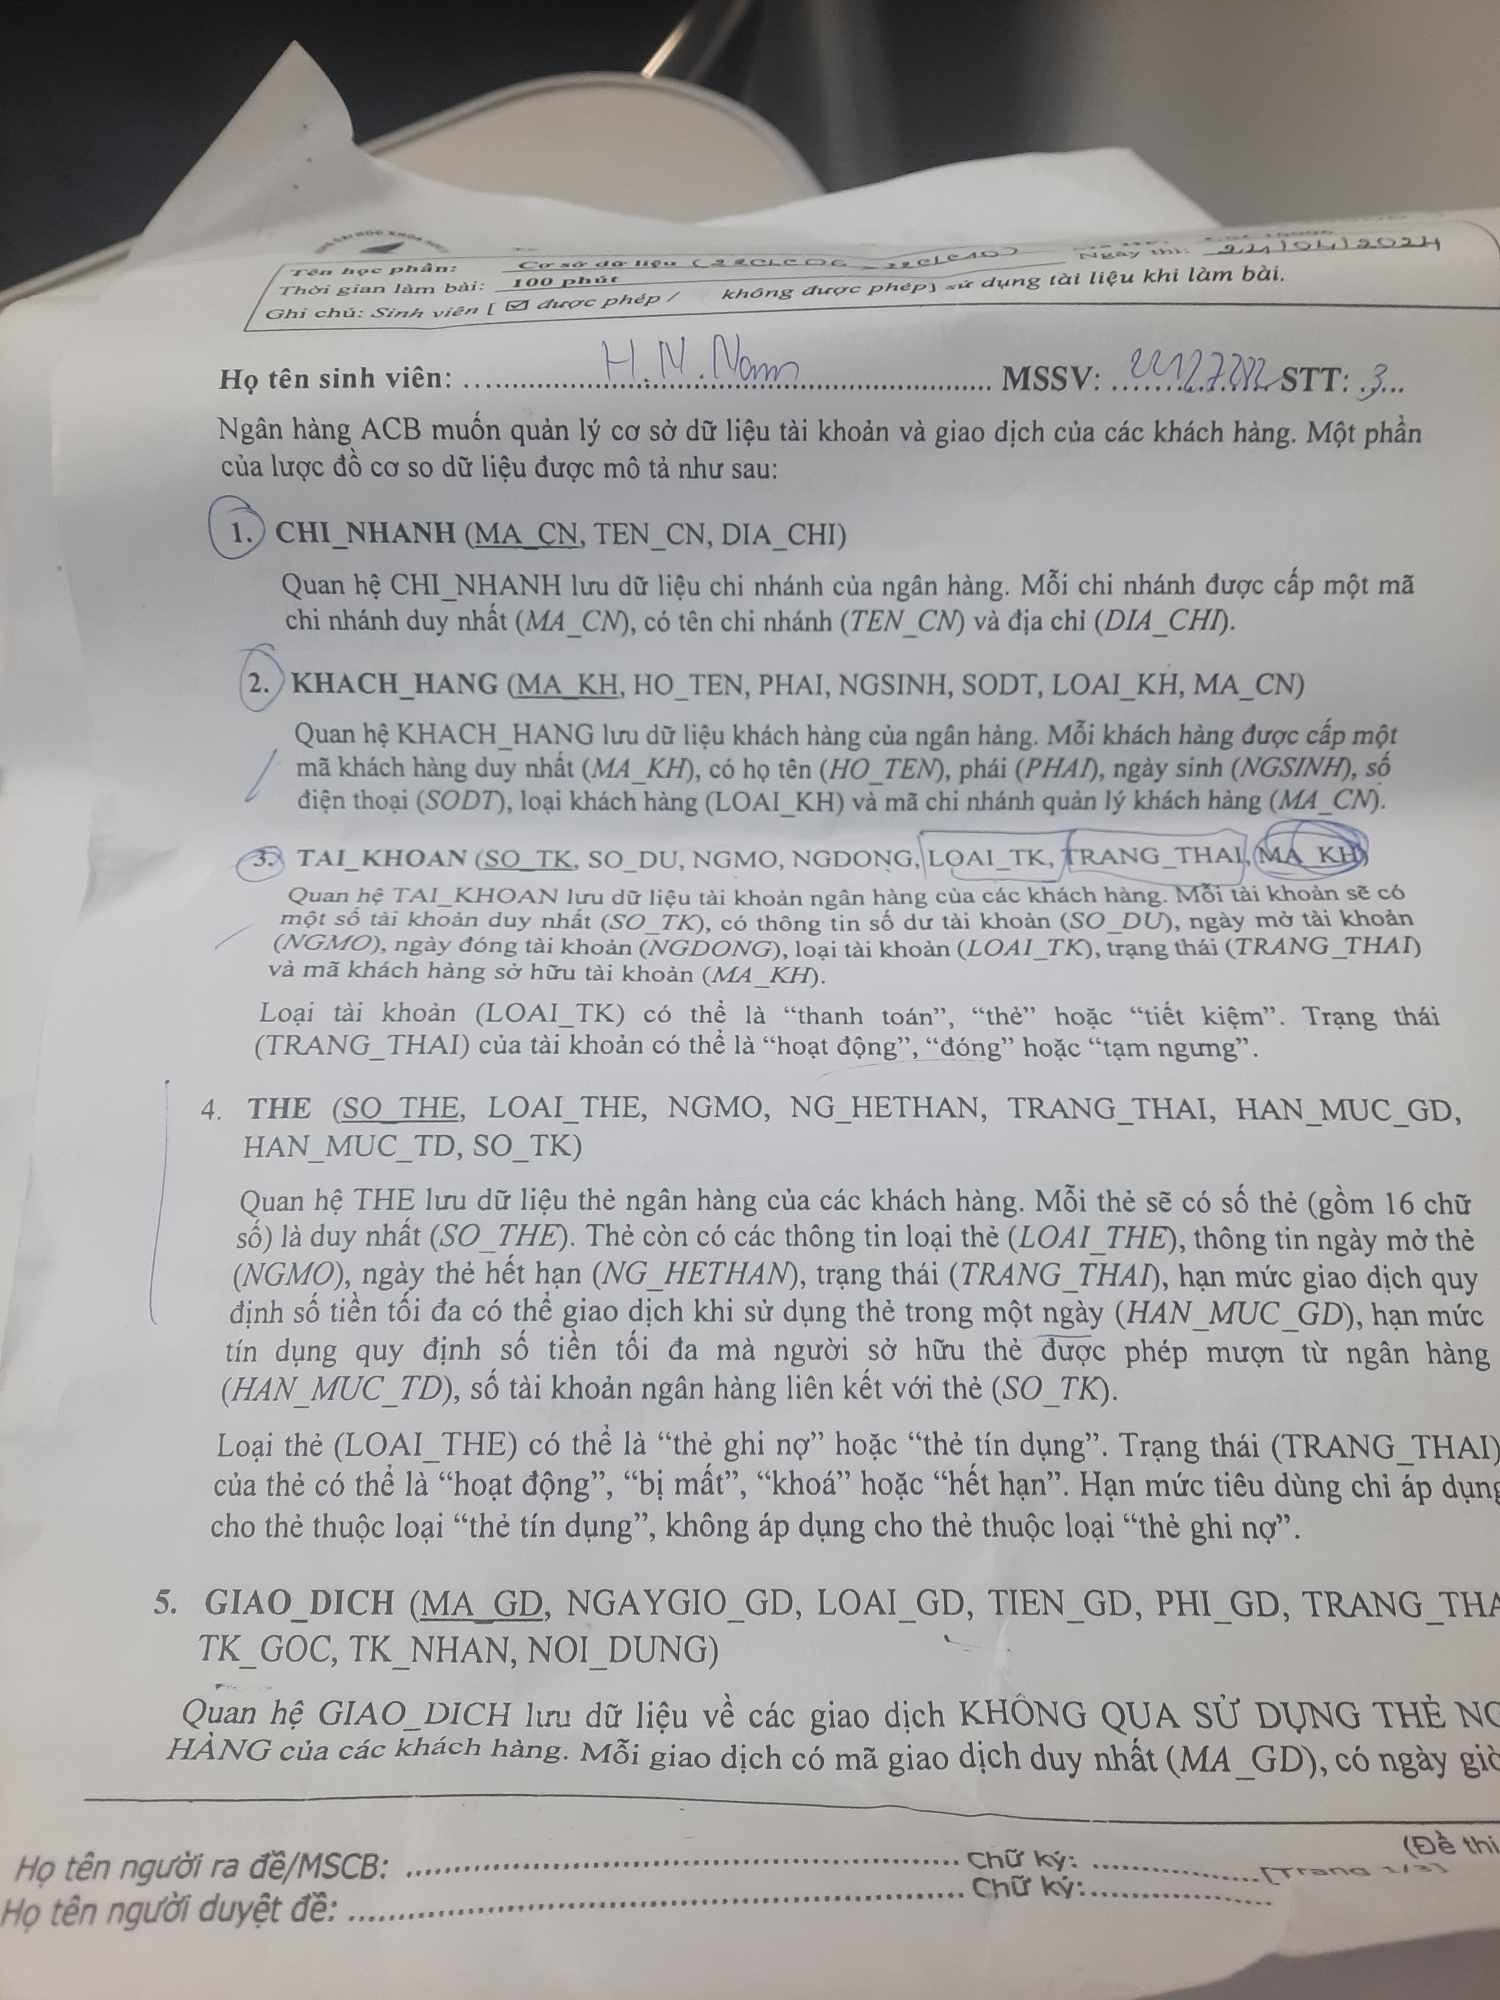 Tên học phần: Cơ sở dữ liệu (22CLC06 _ 22CLC10) Ngày thi: 24/04/2024
Thời gian làm bài: 100 phút
Ghi chú: Sinh viên [ ☑ được phép / không được phép] sử dụng tài liệu khi làm bài.
Họ tên sinh viên: H.N.Nam MSSV: STT: 3
Ngân hàng ACB muốn quản lý cơ sở dữ liệu tài khoản và giao dịch của các khách hàng. Một phần
của lược đồ cơ so dữ liệu được mô tả như sau:
1. CHI_NHANH (MA_CN, TEN_CN, DIA_CHI)
Quan hệ CHI_NHANH lưu dữ liệu chi nhánh của ngân hàng. Mỗi chi nhánh được cấp một mã
chi nhánh duy nhất (MA_CN), có tên chi nhánh (TEN_CN) và địa chỉ (DIA_CHI).
2. KHACH_HANG (MA_KH, HO_TEN, PHAI, NGSINH, SODT, LOAI_KH, MA_CN)
Quan hệ KHACH_HANG lưu dữ liệu khách hàng của ngân hàng. Mỗi khách hàng được cấp một
mã khách hàng duy nhất (MA_KH), có họ tên (HO_TEN), phái (PHAI), ngày sinh (NGSINH), số
điện thoại (SODT), loại khách hàng (LOAI_KH) và mã chi nhánh quản lý khách hàng (MA_CN).
3. TAI_KHOAN (SO_TK, SO_DU, NGMO, NGDONG, LOAI_TK, TRANG_THAI, MA_KH)
Quan hệ TAI_KHOAN lưu dữ liệu tài khoản ngân hàng của các khách hàng. Mỗi tài khoản sẽ có
một số tài khoản duy nhất (SO_TK), có thông tin số dư tài khoản (SO_DU), ngày mở tài khoản
(NGMO), ngày đóng tài khoản (NGDONG), loại tài khoản (LOAI_TK), trạng thái (TRANG_THAI)
và mã khách hàng sở hữu tài khoản (MA_KH).
Loại tài khoản (LOAI_TK) có thể là “thanh toán”, “thẻ” hoặc “tiết kiệm”. Trạng thái
(TRANG_THAI) của tài khoản có thể là “hoạt động”, “đóng” hoặc “tạm ngưng”.
4. THE (SO_THE, LOAI_THE, NGMO, NG_HETHAN, TRANG_THAI, HAN_MUC_GD,
HAN_MUC_TD, SO_TK)
Quan hệ THE lưu dữ liệu thẻ ngân hàng của các khách hàng. Mỗi thẻ sẽ có số thẻ (gồm 16 chữ
số) là duy nhất (SO_THE). Thẻ còn có các thông tin loại thẻ (LOAI_THE), thông tin ngày mở thẻ
(NGMO), ngày thẻ hết hạn (NG_HETHAN), trạng thái (TRANG_THAI), hạn mức giao dịch quy
định số tiền tối đa có thể giao dịch khi sử dụng thẻ trong một ngày (HAN_MUC_GD), hạn mức
tín dụng quy định số tiền tối đa mà người sở hữu thẻ được phép mượn từ ngân hàng
(HAN_MUC_TD), số tài khoản ngân hàng liên kết với thẻ (SO_TK).
Loại thẻ (LOAI_THE) có thể là “thẻ ghi nợ” hoặc “thẻ tín dụng”. Trạng thái (TRANG_THAI)
của thẻ có thể là “hoạt động”, “bị mất”, “khoá” hoặc “hết hạn”. Hạn mức tiêu dùng chỉ áp dụng
cho thẻ thuộc loại “thẻ tín dụng”, không áp dụng cho thẻ thuộc loại “thẻ ghi nợ”.
5. GIAO_DICH (MA_GD, NGAYGIO_GD, LOAI_GD, TIEN_GD, PHI_GD, TRANG_THA
TK_GOC, TK_NHAN, NOI_DUNG)
Quan hệ GIAO_DICH lưu dữ liệu về các giao dịch KHÔNG QUA SỬ DỤNG THẺ NG
HÀNG của các khách hàng. Mỗi giao dịch có mã giao dịch duy nhất (MA_GD), có ngày giờ
(Đề thi
Họ tên người ra đề/MSCB: Chữ ký: [Trang 1/3]
Họ tên người duyệt đề: Chữ ký: